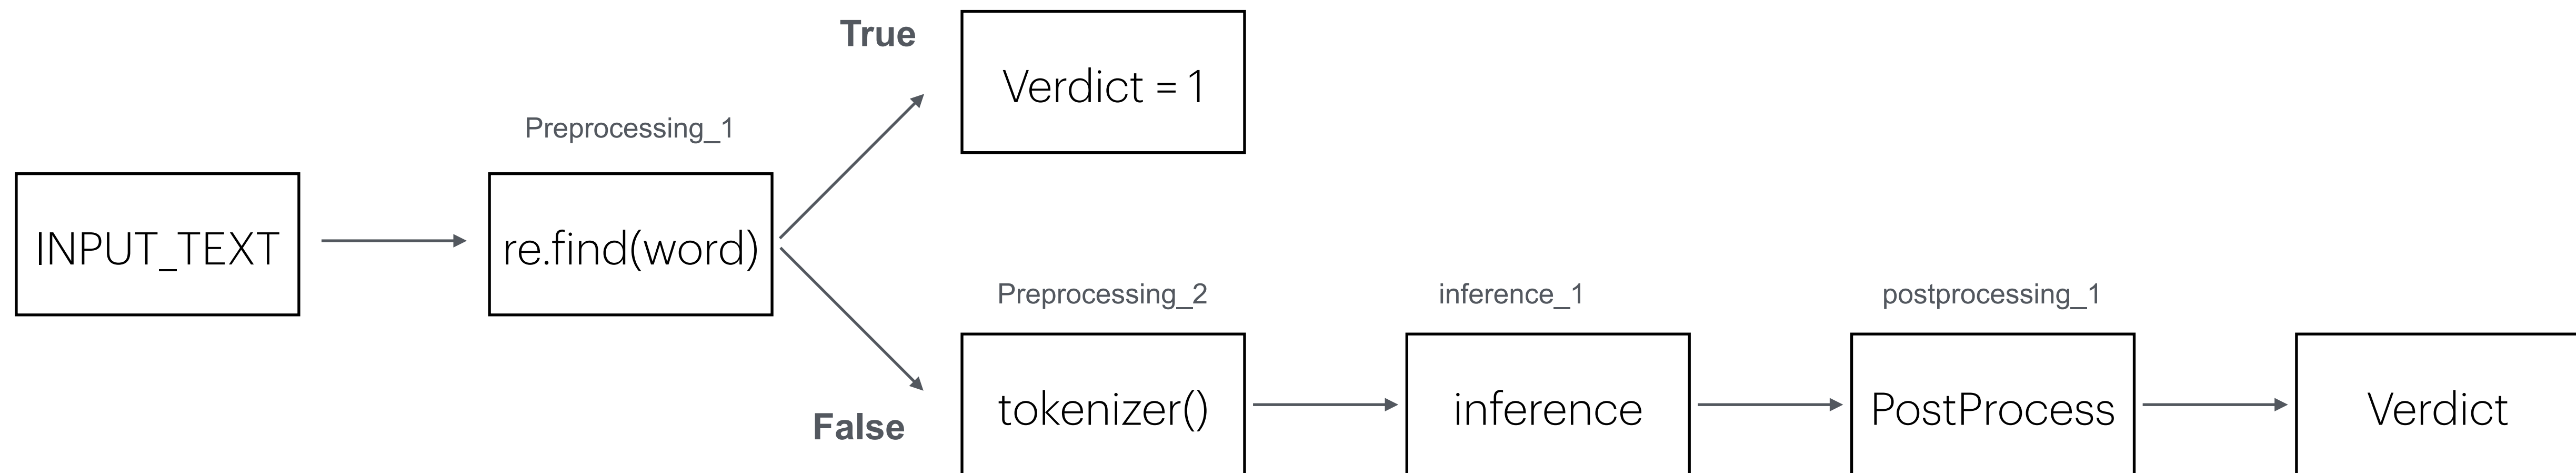 True
Verdict = 1
Preprocessing_1
INPUT_TEXT
re.find(word)
Preprocessing_2
inference_1
postprocessing_1
False
tokenizer()
inference
PostProcess
Verdict